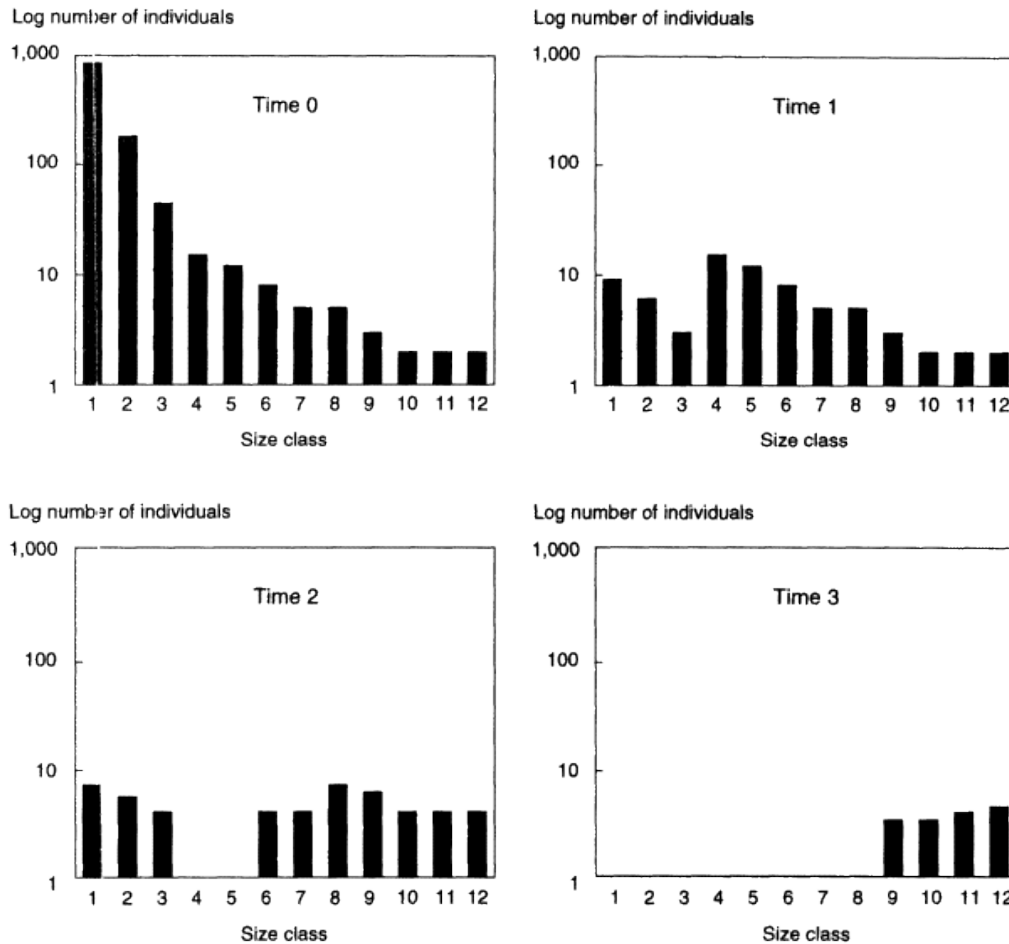 Log number of individuals
1,000
Time 0
100
10
1
1 2 3 4 5 6 7 8 9 10 11 12
Size class
Log number of individuals
1,000
Time 1
100
10
1
1 2 3 4 5 6 7 8 9 10 11 12
Size class
Log number of individuals
1,000
Time 2
100
10
1
1 2 3 4 5 6 7 8 9 10 11 12
Size class
Log number of individuals
1,000
Time 3
100
10
1
1 2 3 4 5 6 7 8 9 10 11 12
Size class